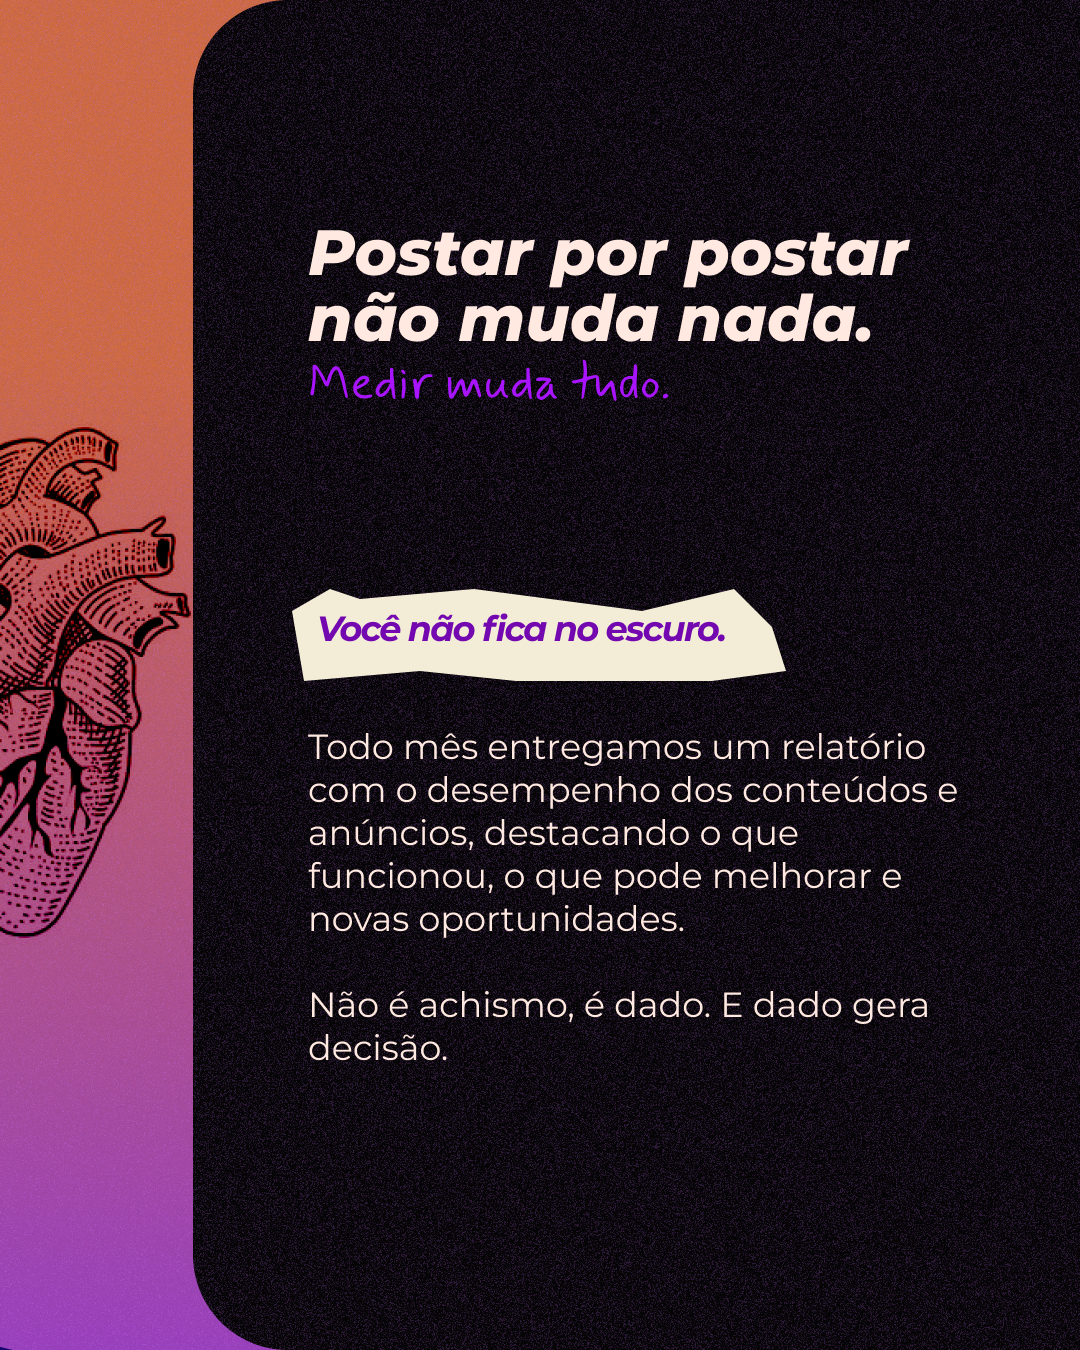 Postar por postar
não muda nada.
Medir muda tudo.
Você não fica no escuro.
Todo mês entregamos um relatório
com o desempenho dos conteúdos e
anúncios, destacando o que
funcionou, o que pode melhorar e
novas oportunidades.
Não é achismo, é dado. E dado gera
decisão.